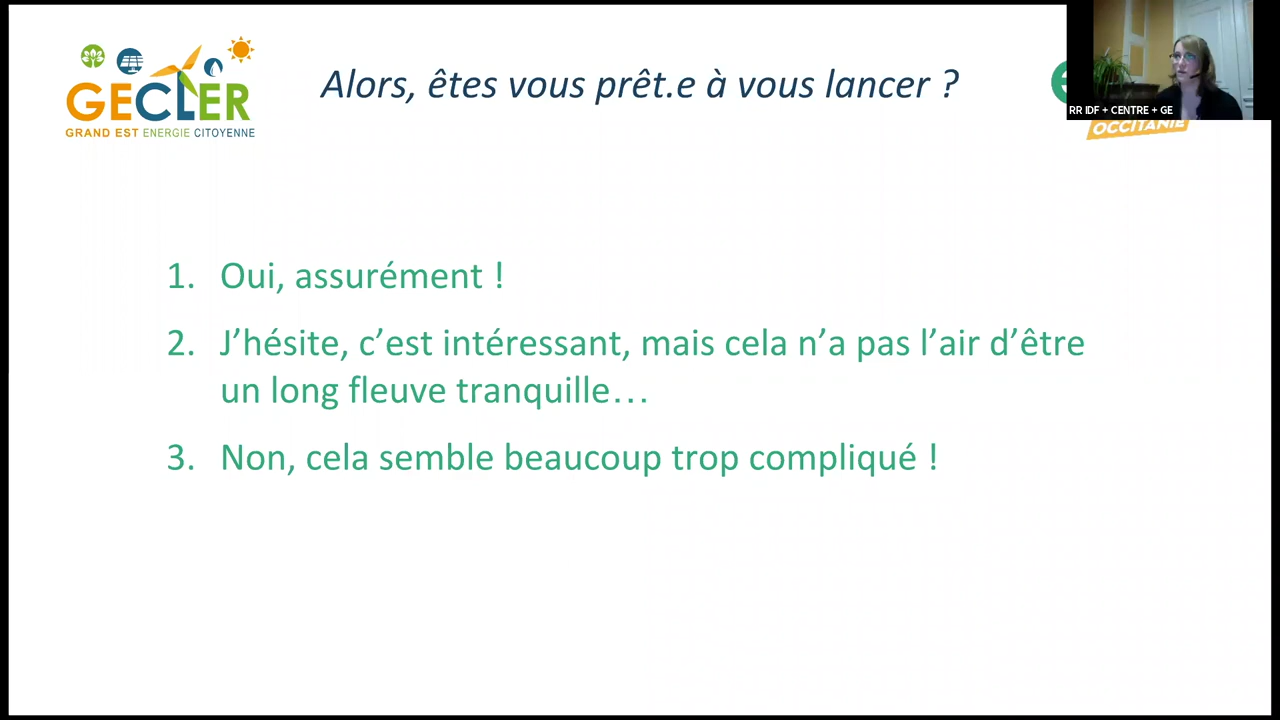 GECLER
GRAND EST ENERGIE CITOYENNE
Alors, êtes vous prêt.e à vous lancer ?
RR IDF + CENTRE + GE
OCCITANIE
1. Oui, assurément !
2. J’hésite, c’est intéressant, mais cela n’a pas l’air d’être
un long fleuve tranquille…
3. Non, cela semble beaucoup trop compliqué !